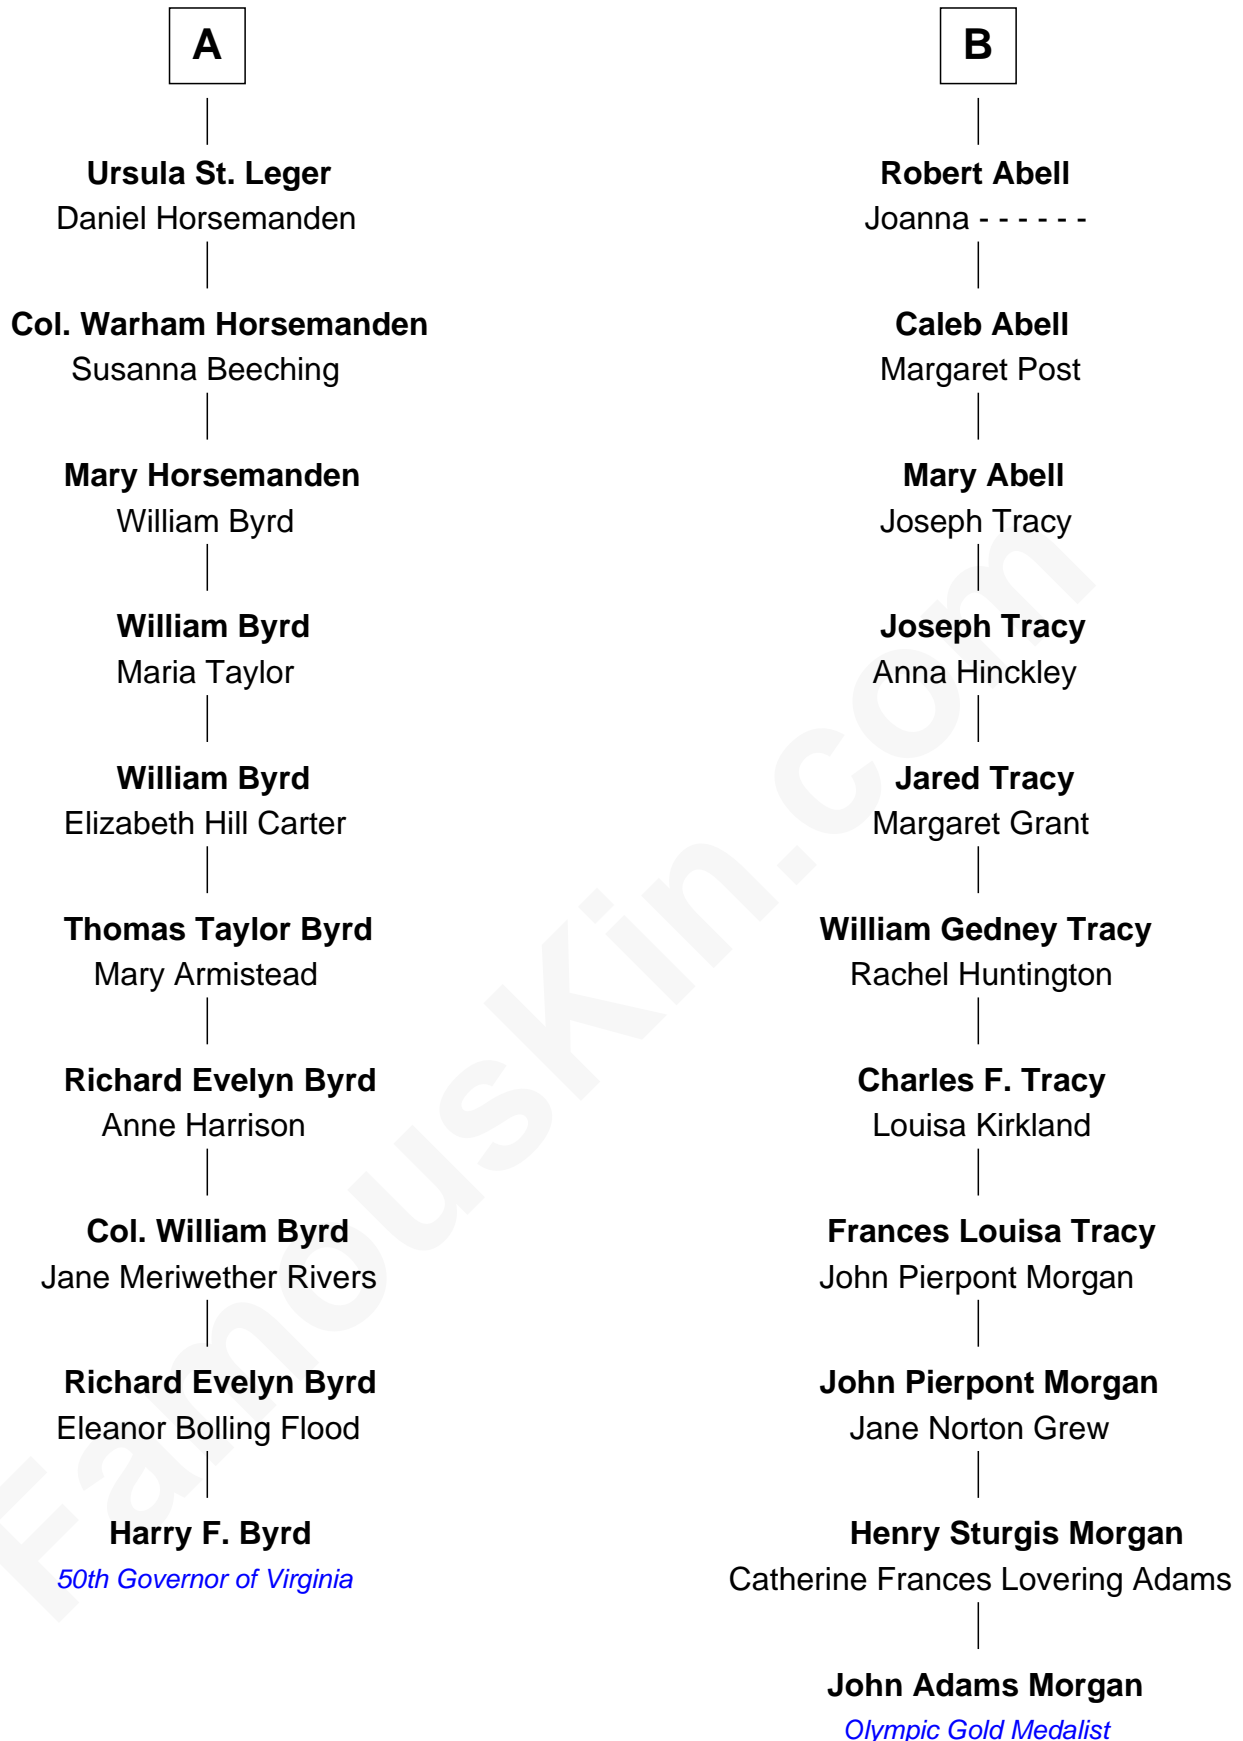 A
Ursula St. Leger
Daniel Horsemanden
Col. Warham Horsemanden
Susanna Beeching
Mary Horsemanden
William Byrd
William Byrd
Maria Taylor
William Byrd
Elizabeth Hill Carter
Thomas Taylor Byrd
Mary Armistead
Richard Evelyn Byrd
Anne Harrison
Col. William Byrd
Jane Meriwether Rivers
Richard Evelyn Byrd
Eleanor Bolling Flood
Harry F. Byrd
50th Governor of Virginia
B
Robert Abell
Joanna - - - - - -
Caleb Abell
Margaret Post
Mary Abell
Joseph Tracy
Joseph Tracy
Anna Hinckley
Jared Tracy
Margaret Grant
William Gedney Tracy
Rachel Huntington
Charles F. Tracy
Louisa Kirkland
Frances Louisa Tracy
John Pierpont Morgan
John Pierpont Morgan
Jane Norton Grew
Henry Sturgis Morgan
Catherine Frances Lovering Adams
John Adams Morgan
Olympic Gold Medalist
FamousKin.com